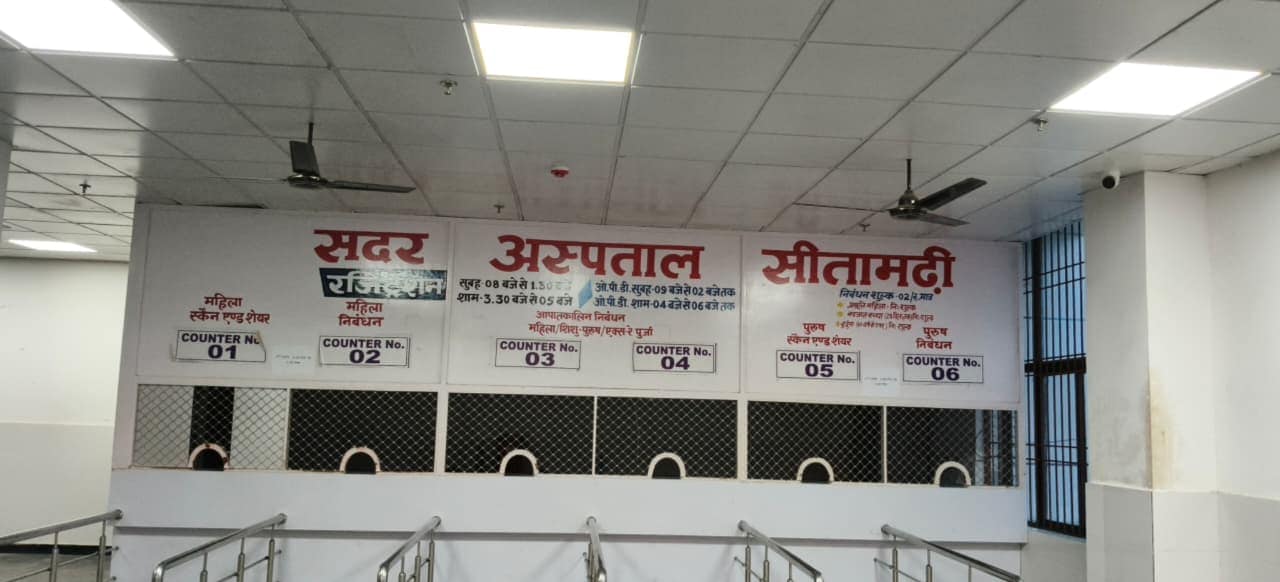 सदर अस्पताल सीतामढ़ी
रजिस्ट्रेशन
सुबह-08 बजे से 1.30 बजे
शाम-3.30 बजे से 05 बजे
ओ.पी.डी. सुबह-09 बजे से 02 बजे तक
ओ.पी.डी. शाम-04 बजे से 06 बजे तक
आपातकालिन निबंधन
महिला/शिशु-पुरुष/एक्स-रे पुर्जा
निबंधन शुल्क-02/रू मात्र
महिला
स्कैन एण्ड शेयर
COUNTER No.
01
महिला
निबंधन
COUNTER No.
02
COUNTER No.
03
COUNTER No.
04
पुरुष
स्कैन एण्ड शेयर
COUNTER No.
05
पुरुष
निबंधन
COUNTER No.
06